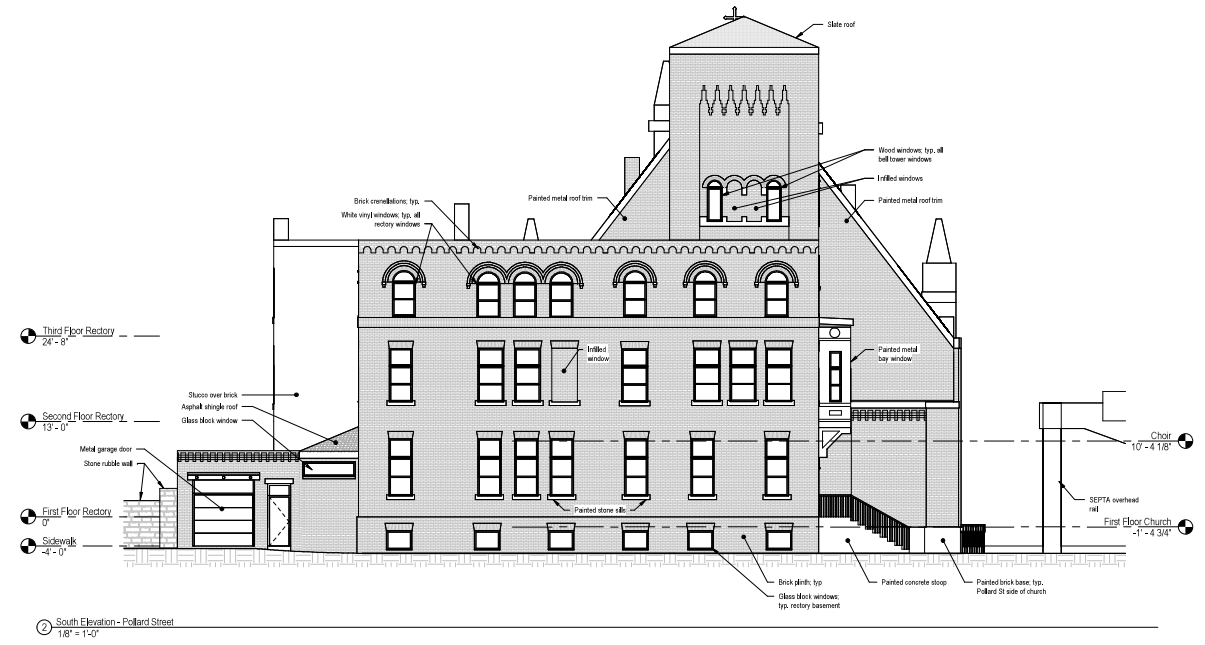 Slate roof
Wood windows; typ. all
bell tower windows
Infilled windows
Painted metal roof trim
Painted metal roof trim
Brick crenellations; typ.
White vinyl windows; typ. all
rectory windows
Third Floor Rectory
24' - 8"
Infilled
window
Painted metal
bay window
Stucco over brick
Asphalt shingle roof
Second Floor Rectory
13' - 0"
Glass block window
Choir
10' - 4 1/8"
Metal garage door
Stone rubble wall
SEPTA overhead
rail
First Floor Rectory
0"
Painted stone sills
First Floor Church
-1' - 4 3/4"
Sidewalk
-4' - 0"
Brick plinth; typ
Glass block windows;
typ. rectory basement
Painted concrete stoop
Painted brick base; typ.
Pollard St side of church
2
South Elevation - Pollard Street
1/8" = 1'-0"